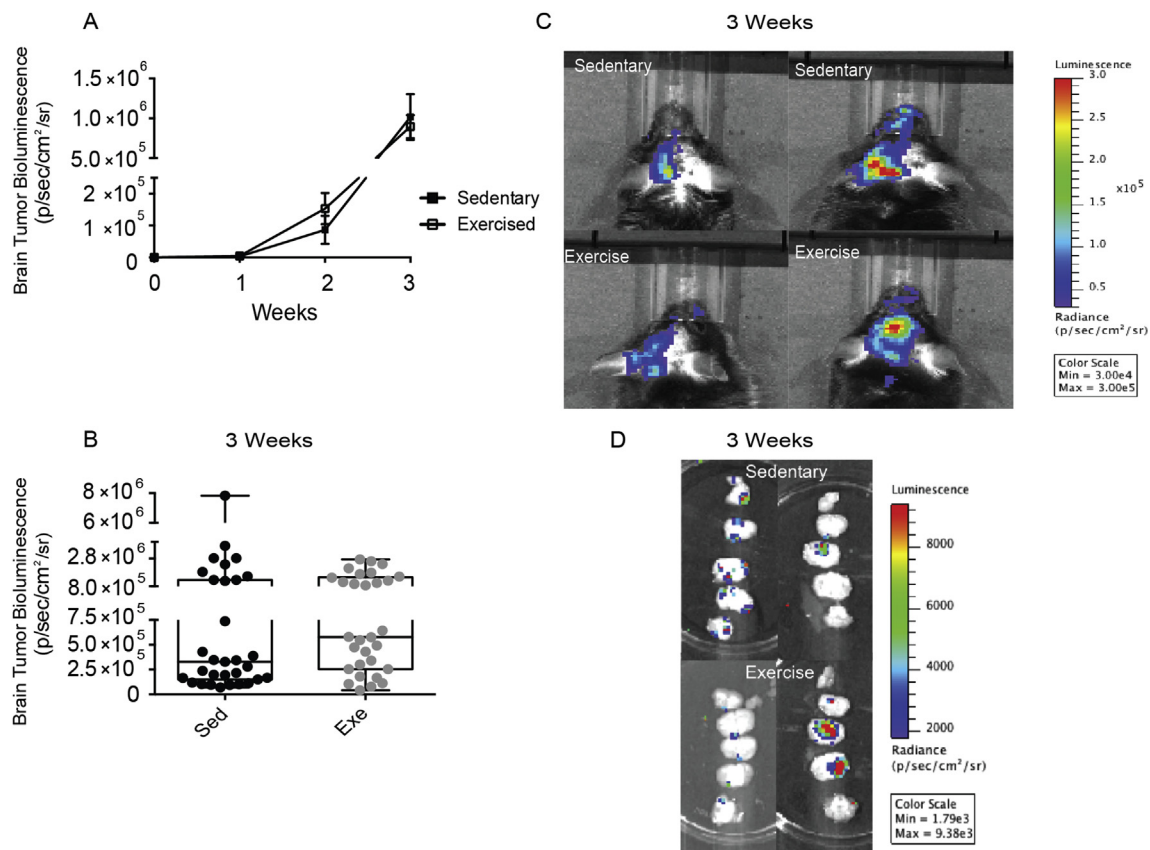 A
Brain Tumor Bioluminescence
(p/sec/cm²/sr)
1.5×10⁶
1.0×10⁶
5.0×10⁵
2×10⁵
1×10⁵
0
0 1 2 3
Weeks
Sedentary
Exercised
B
3 Weeks
Brain Tumor Bioluminescence
(p/sec/cm²/sr)
8×10⁶
6×10⁶
2.8×10⁶
8.0×10⁵
7.5×10⁵
5.0×10⁵
2.5×10⁵
0
Sed Exe
C
3 Weeks
Sedentary Sedentary
Exercise Exercise
Luminescence
3.0
2.5
2.0
×10⁵
1.5
1.0
0.5
Radiance
(p/sec/cm²/sr)
Color Scale
Min = 3.00e4
Max = 3.00e5
D
3 Weeks
Sedentary
Exercise
Luminescence
8000
6000
4000
2000
Radiance
(p/sec/cm²/sr)
Color Scale
Min = 1.79e3
Max = 9.38e3